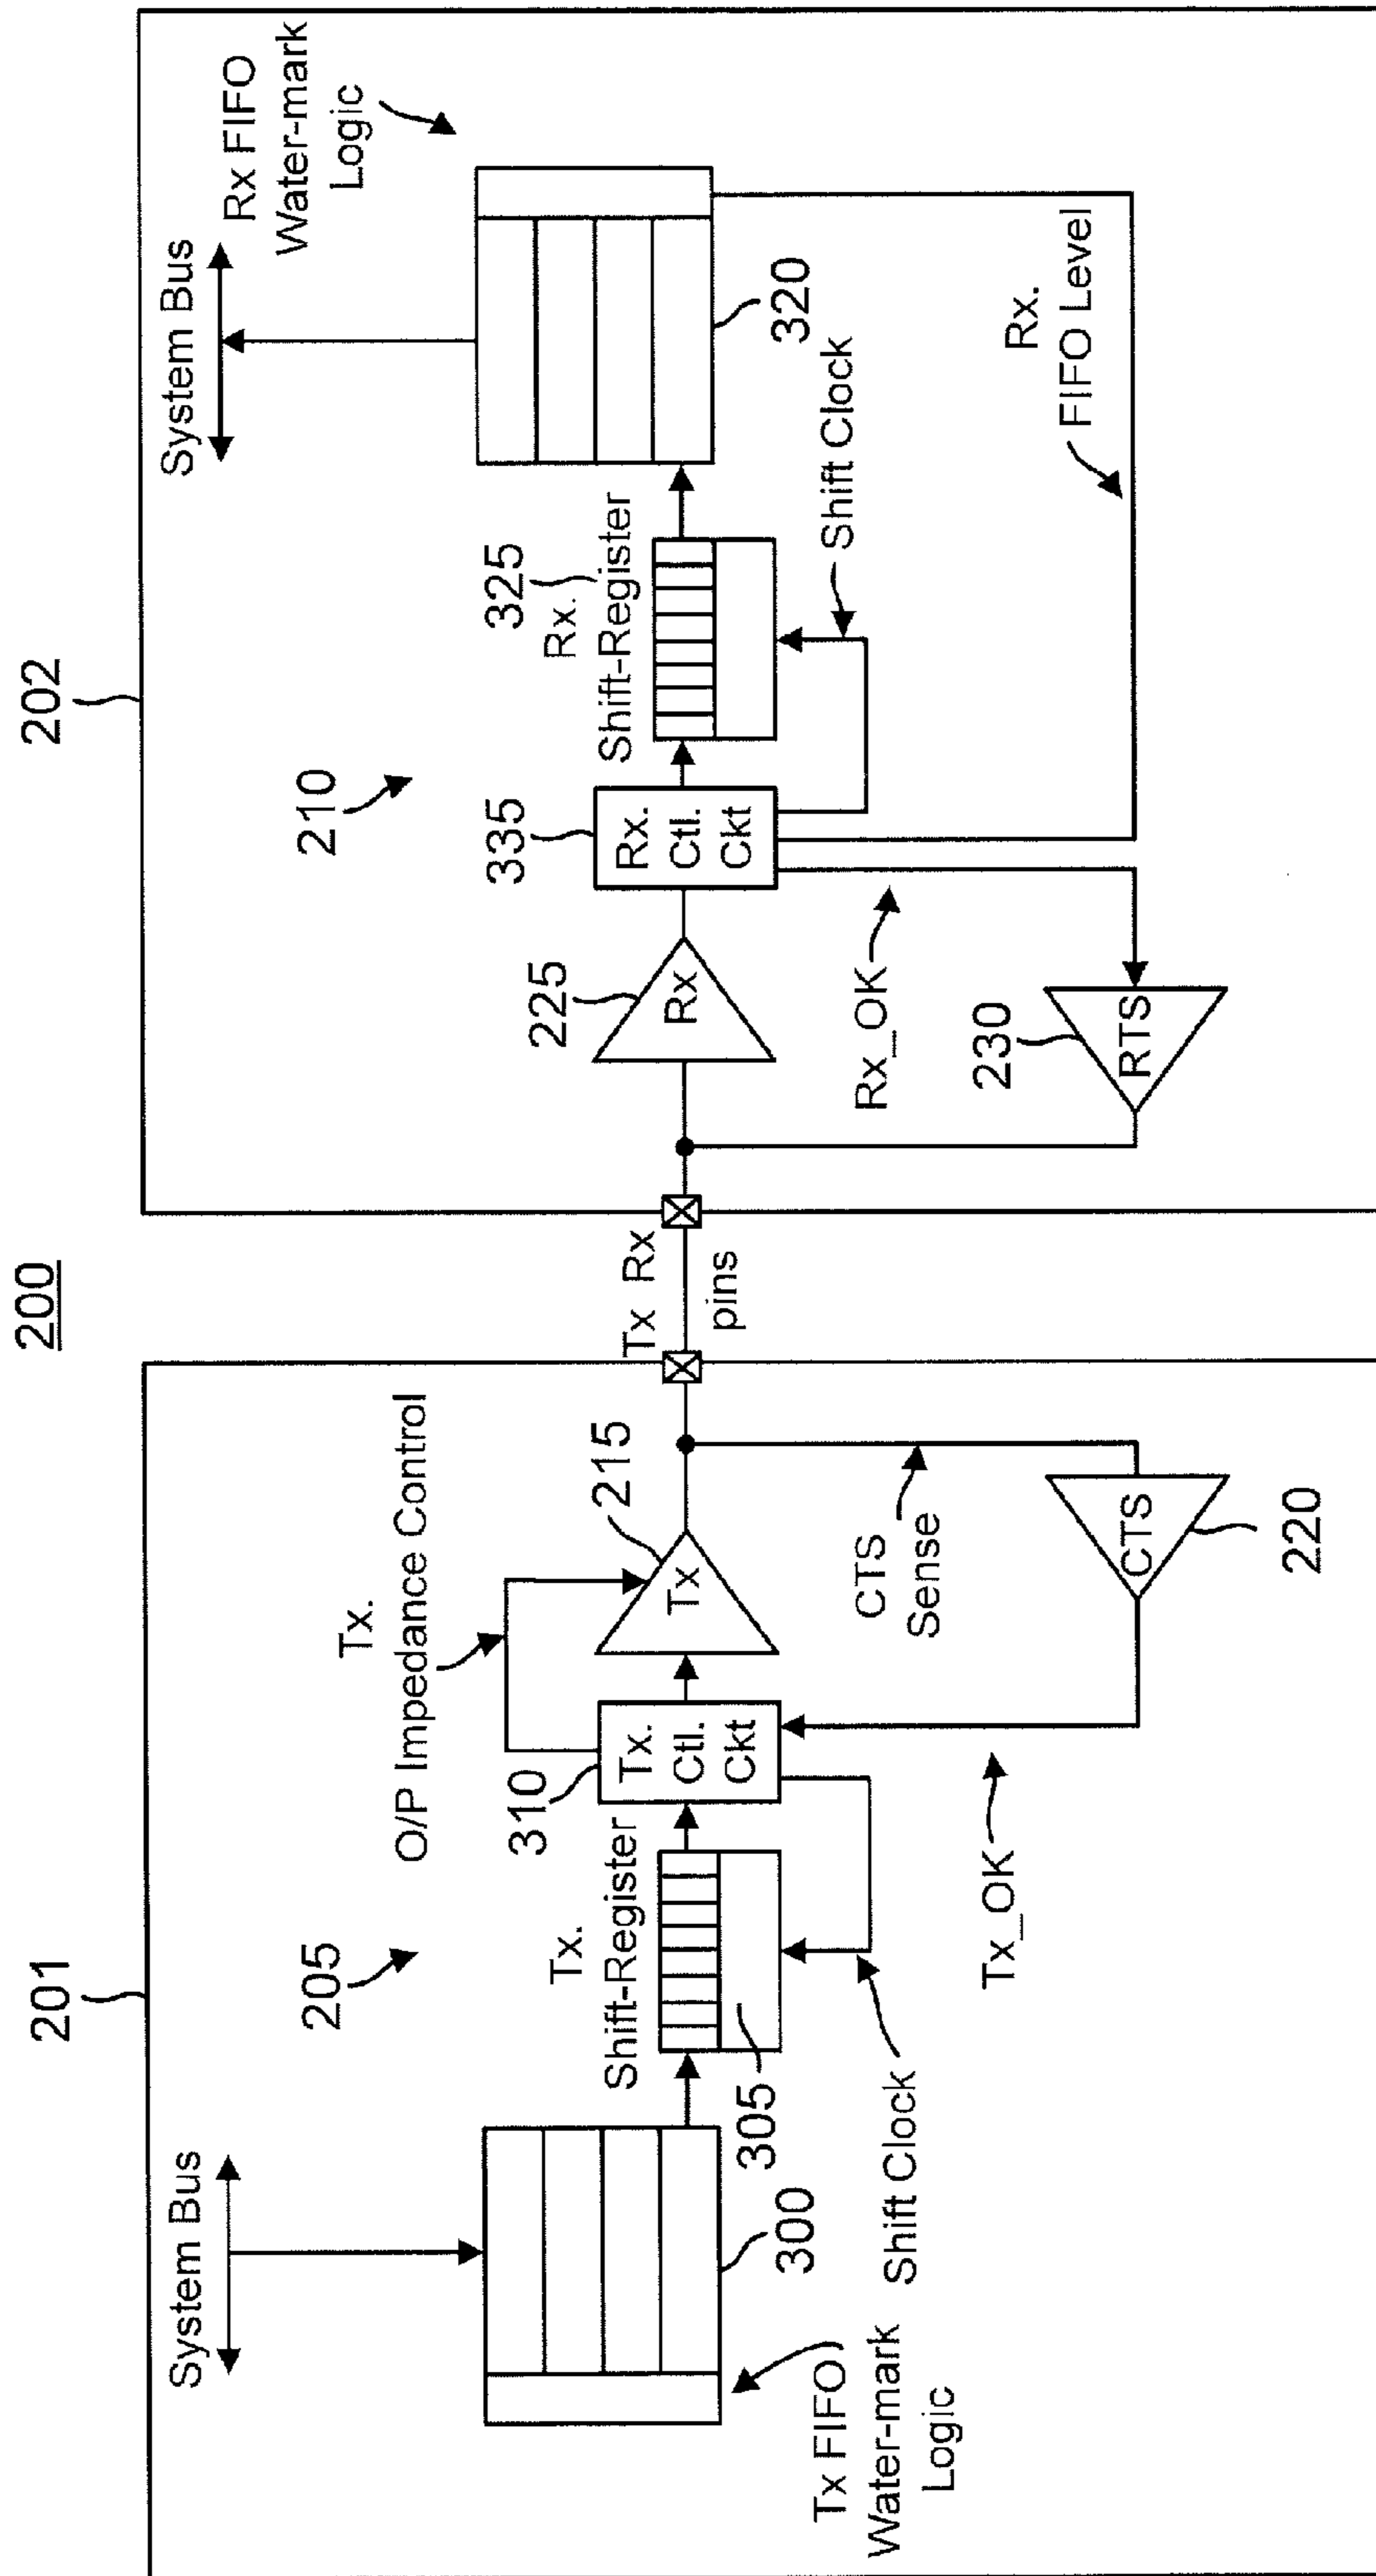 200
201
205
System Bus
Tx FIFO
Water-mark
Logic
300
Tx.
Shift-Register
305
Shift Clock
310
Tx.
Ctl.
Ckt
Tx.
O/P Impedance Control
Tx
215
CTS
Sense
CTS
220
Tx_OK
Tx Rx
pins
202
210
System Bus
Rx FIFO
Water-mark
Logic
225
Rx
335
Rx.
Ctl.
Ckt
325
Rx.
Shift-Register
320
Shift Clock
Rx.
FIFO Level
Rx_OK
230
RTS